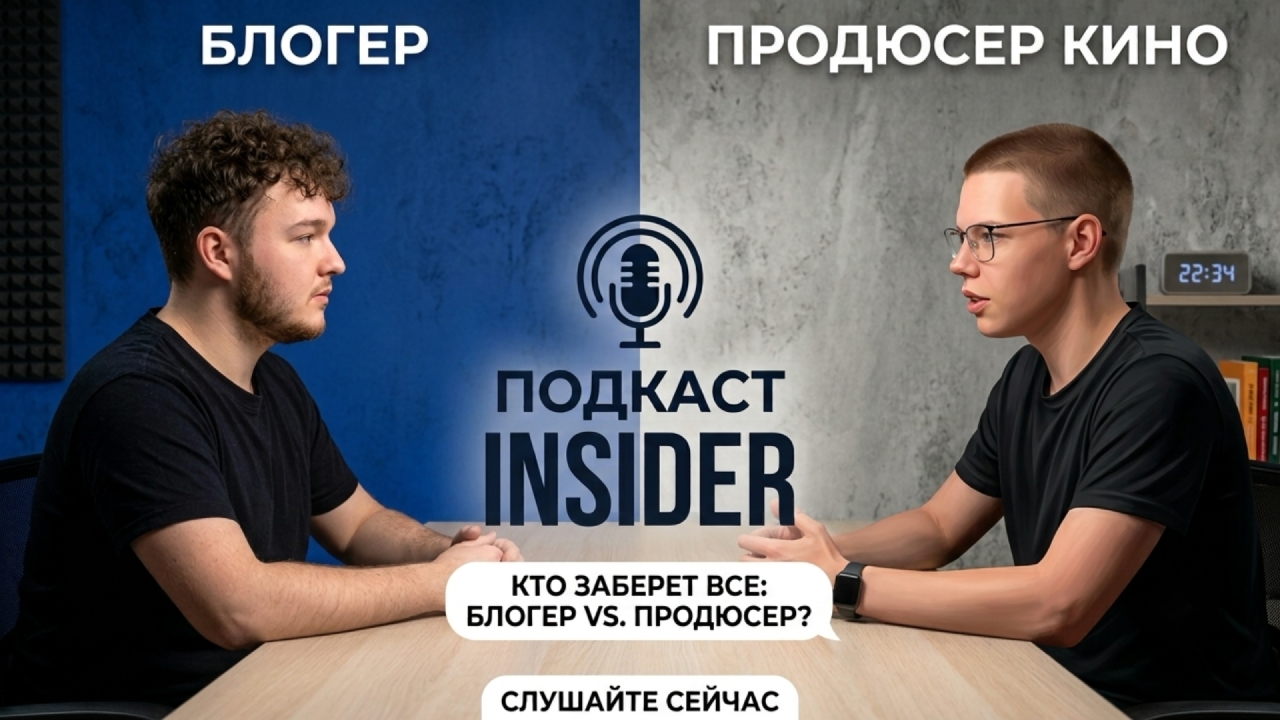 БЛОГЕР
ПРОДЮСЕР КИНО
22:34
ПОДКАСТ
INSIDER
КТО ЗАБЕРЕТ ВСЕ:
БЛОГЕР VS. ПРОДЮСЕР?
СЛУШАЙТЕ СЕЙЧАС